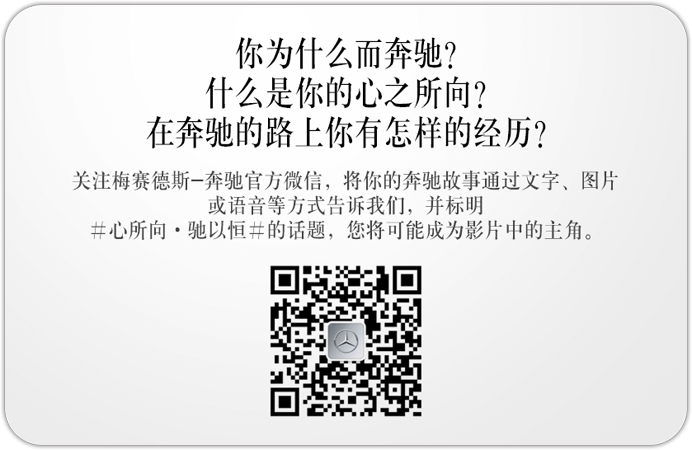 你为什么而奔驰？
什么是你的心之所向？
在奔驰的路上你有怎样的经历？
关注梅赛德斯-奔驰官方微信，将你的奔驰故事通过文字、图片
或语音等方式告诉我们，并标明
#心所向·驰以恒#的话题，您将可能成为影片中的主角。